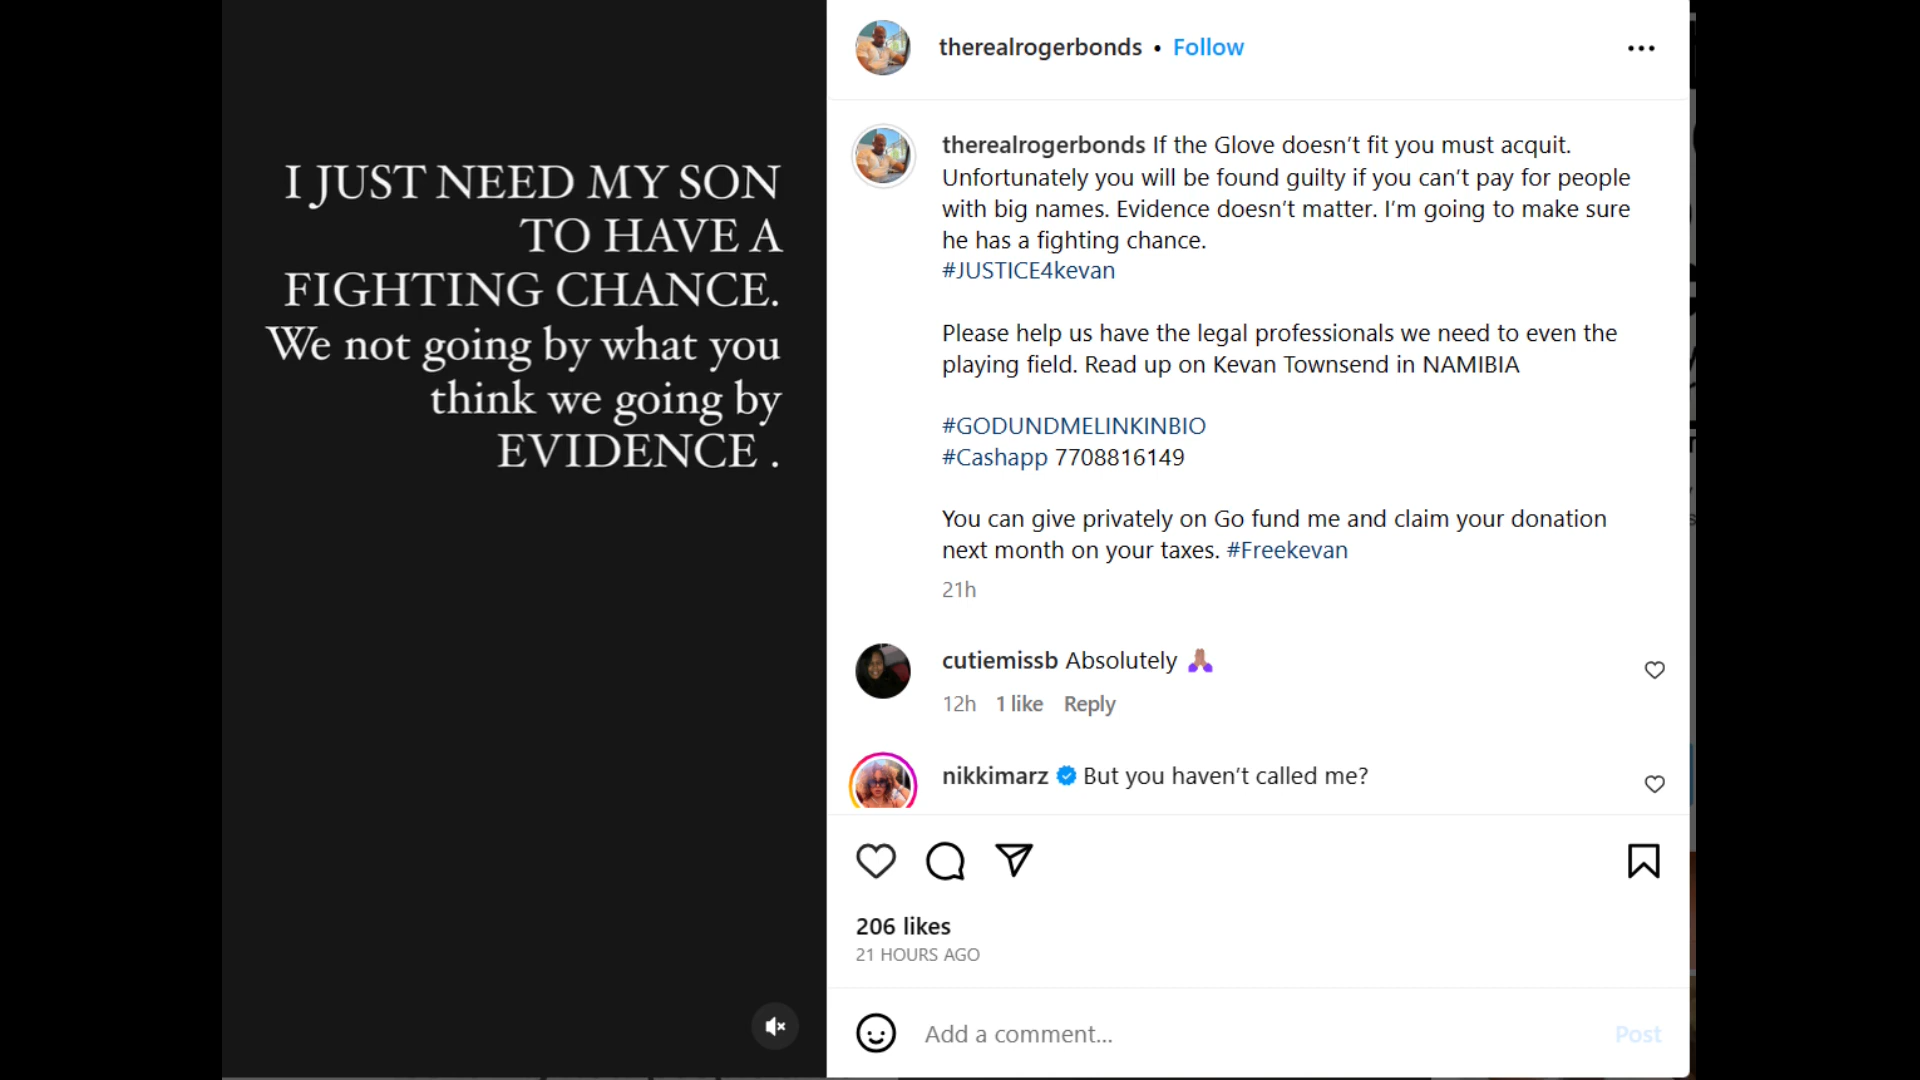 I JUST NEED MY SON
TO HAVE A
FIGHTING CHANCE.
We not going by what you
think we going by
EVIDENCE .
therealrogerbonds • Follow
therealrogerbonds If the Glove doesn’t fit you must acquit.
Unfortunately you will be found guilty if you can’t pay for people
with big names. Evidence doesn’t matter. I’m going to make sure
he has a fighting chance.
#JUSTICE4kevan
Please help us have the legal professionals we need to even the
playing field. Read up on Kevan Townsend in NAMIBIA
#GODUNDMELINKINBIO
#Cashapp 7708816149
You can give privately on Go fund me and claim your donation
next month on your taxes. #Freekevan
21h
cutiemissb Absolutely 🙏🏽
12h 1 like Reply
nikkimarz But you haven’t called me?
206 likes
21 HOURS AGO
Add a comment...
Post